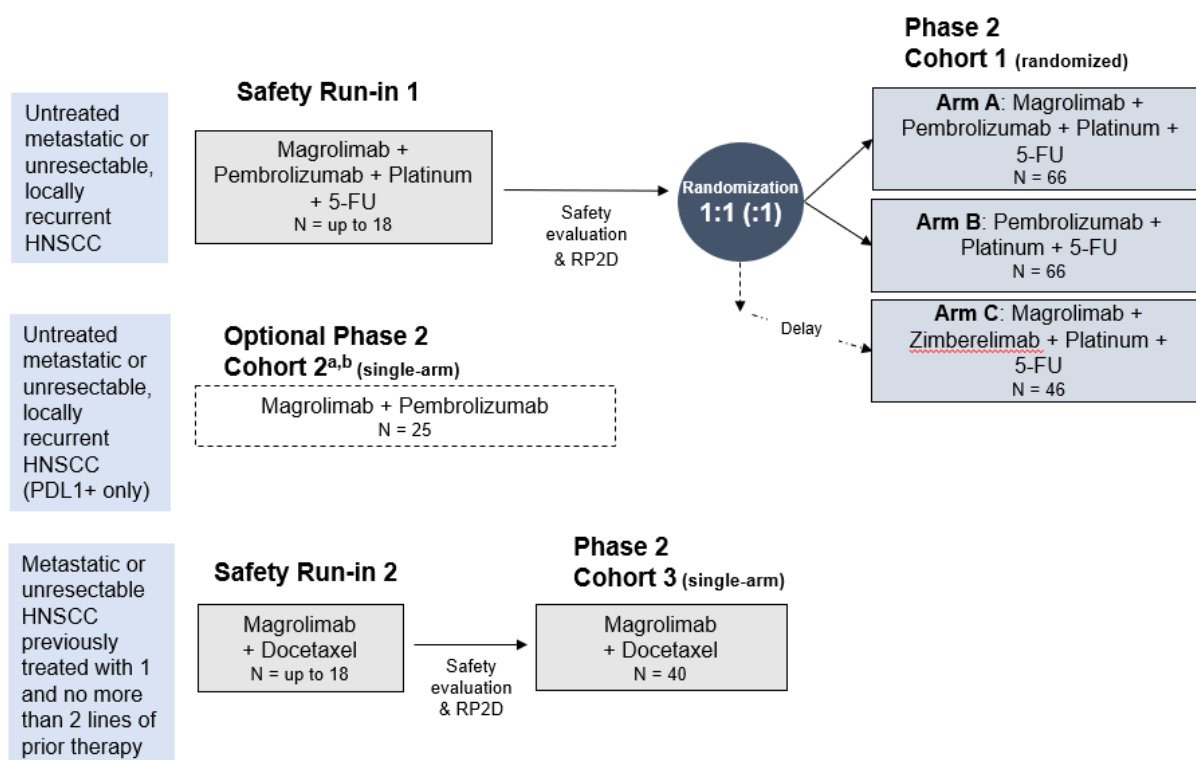 Untreated
metastatic or
unresectable,
locally
recurrent
HNSCC
Safety Run-in 1
Magrolimab +
Pembrolizumab + Platinum
+ 5-FU
N = up to 18
Safety
evaluation
& RP2D
Randomization
1:1 (:1)
Delay
Phase 2
Cohort 1 (randomized)
Arm A: Magrolimab +
Pembrolizumab + Platinum +
5-FU
N = 66
Arm B: Pembrolizumab +
Platinum + 5-FU
N = 66
Arm C: Magrolimab +
Zimberelimab + Platinum +
5-FU
N = 46
Untreated
metastatic or
unresectable,
locally
recurrent
HNSCC
(PDL1+ only)
Optional Phase 2
Cohort 2a,b (single-arm)
Magrolimab + Pembrolizumab
N = 25
Metastatic or
unresectable
HNSCC
previously
treated with 1
and no more
than 2 lines of
prior therapy
Safety Run-in 2
Magrolimab
+ Docetaxel
N = up to 18
Safety
evaluation
& RP2D
Phase 2
Cohort 3 (single-arm)
Magrolimab
+ Docetaxel
N = 40